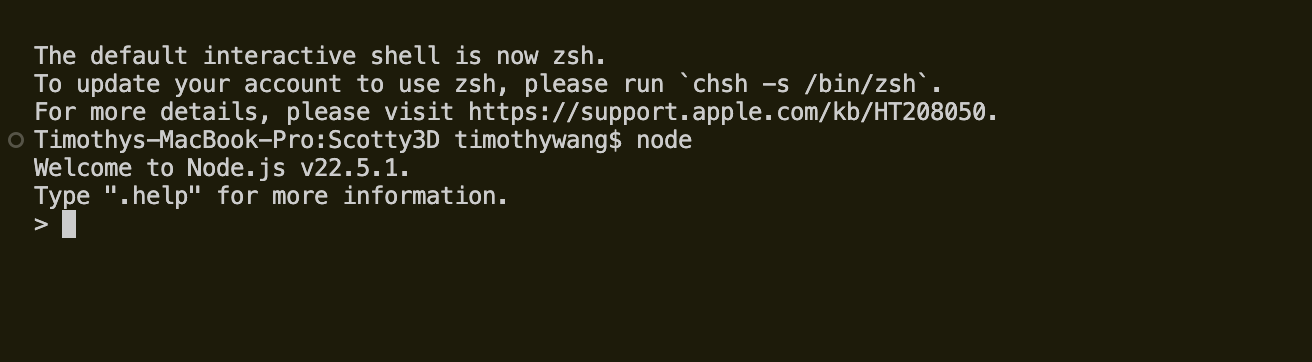 The default interactive shell is now zsh.
To update your account to use zsh, please run `chsh -s /bin/zsh`.
For more details, please visit https://support.apple.com/kb/HT208050.
Timothys-MacBook-Pro:Scotty3D timothywang$ node
Welcome to Node.js v22.5.1.
Type ".help" for more information.
>